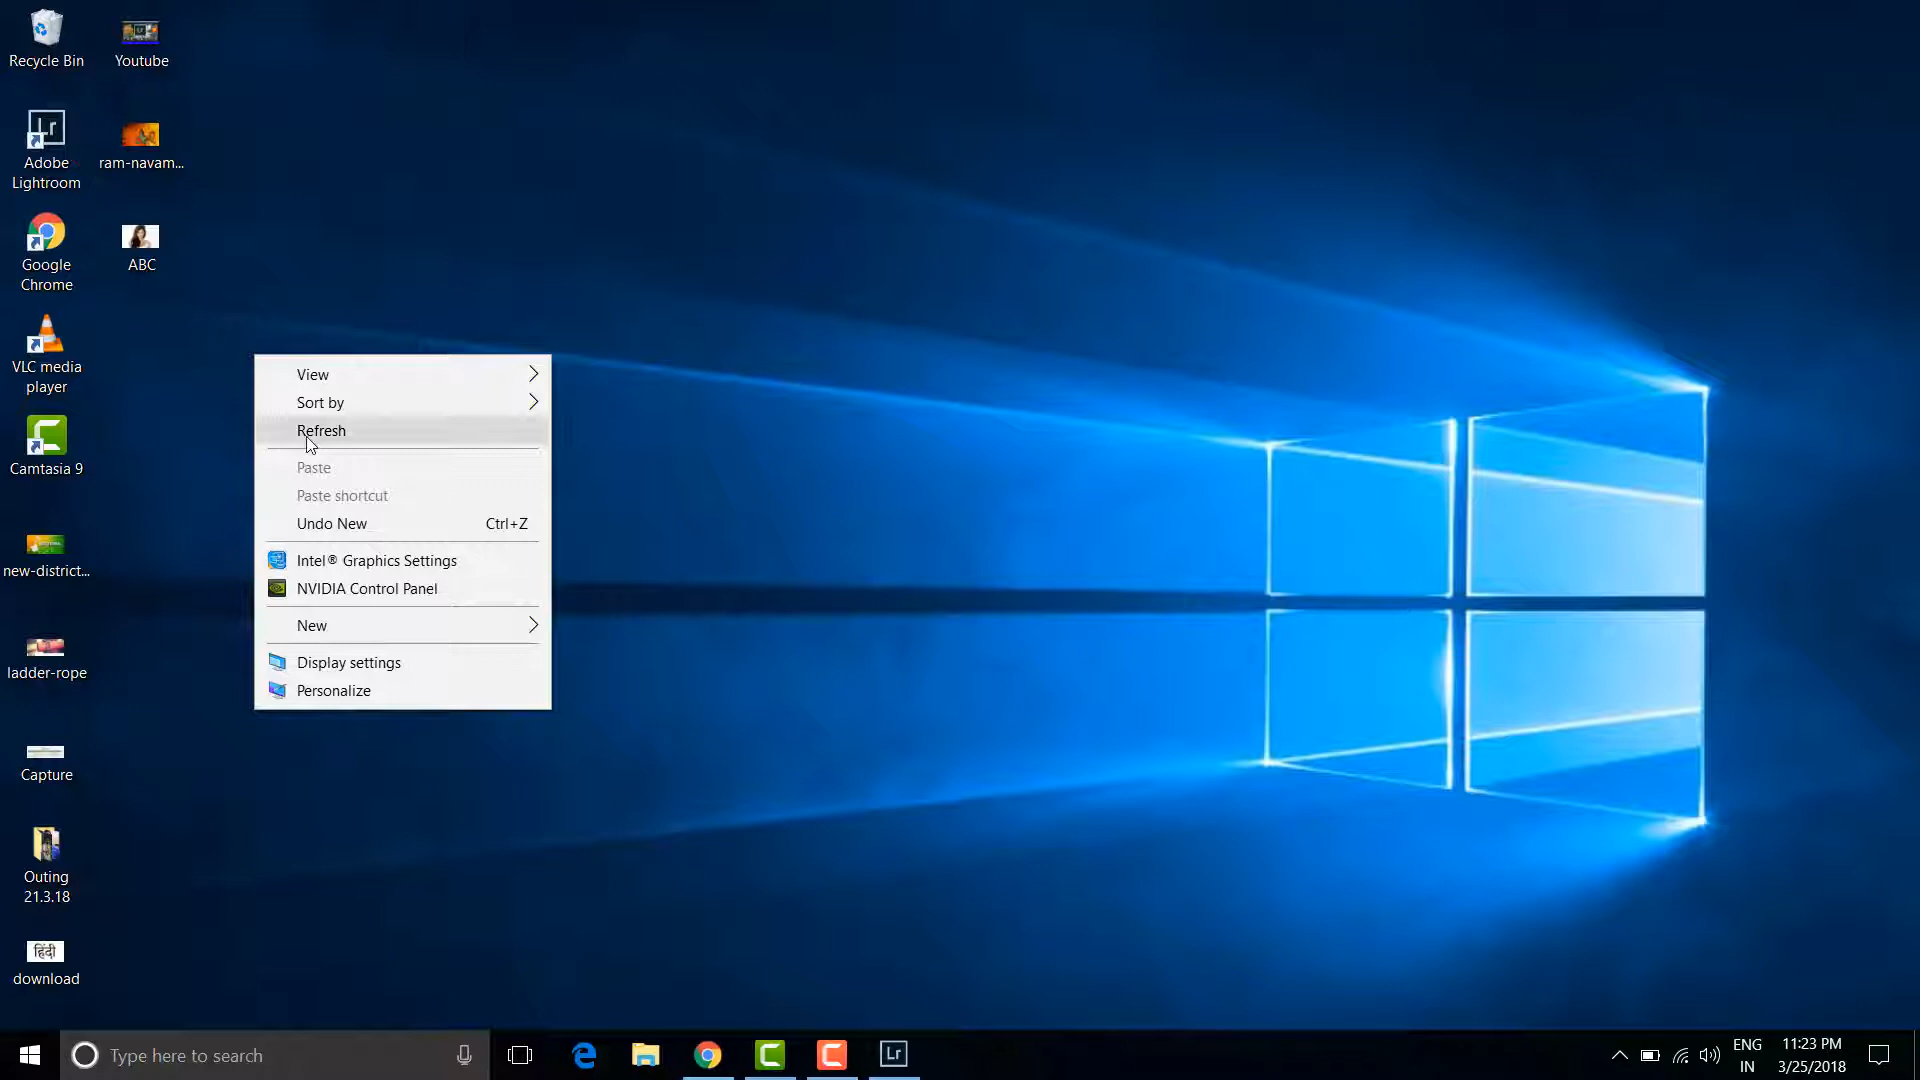 Recycle Bin
Youtube
Adobe
Lightroom
ram-navam...
Google
Chrome
ABC
VLC media
player
Camtasia 9
new-district...
ladder-rope
Capture
Outing
21.3.18
हिंदी
download
View
Sort by
Refresh
Paste
Paste shortcut
Undo New Ctrl+Z
Intel® Graphics Settings
NVIDIA Control Panel
New
Display settings
Personalize
Type here to search
Lr
ENG
IN
11:23 PM
3/25/2018